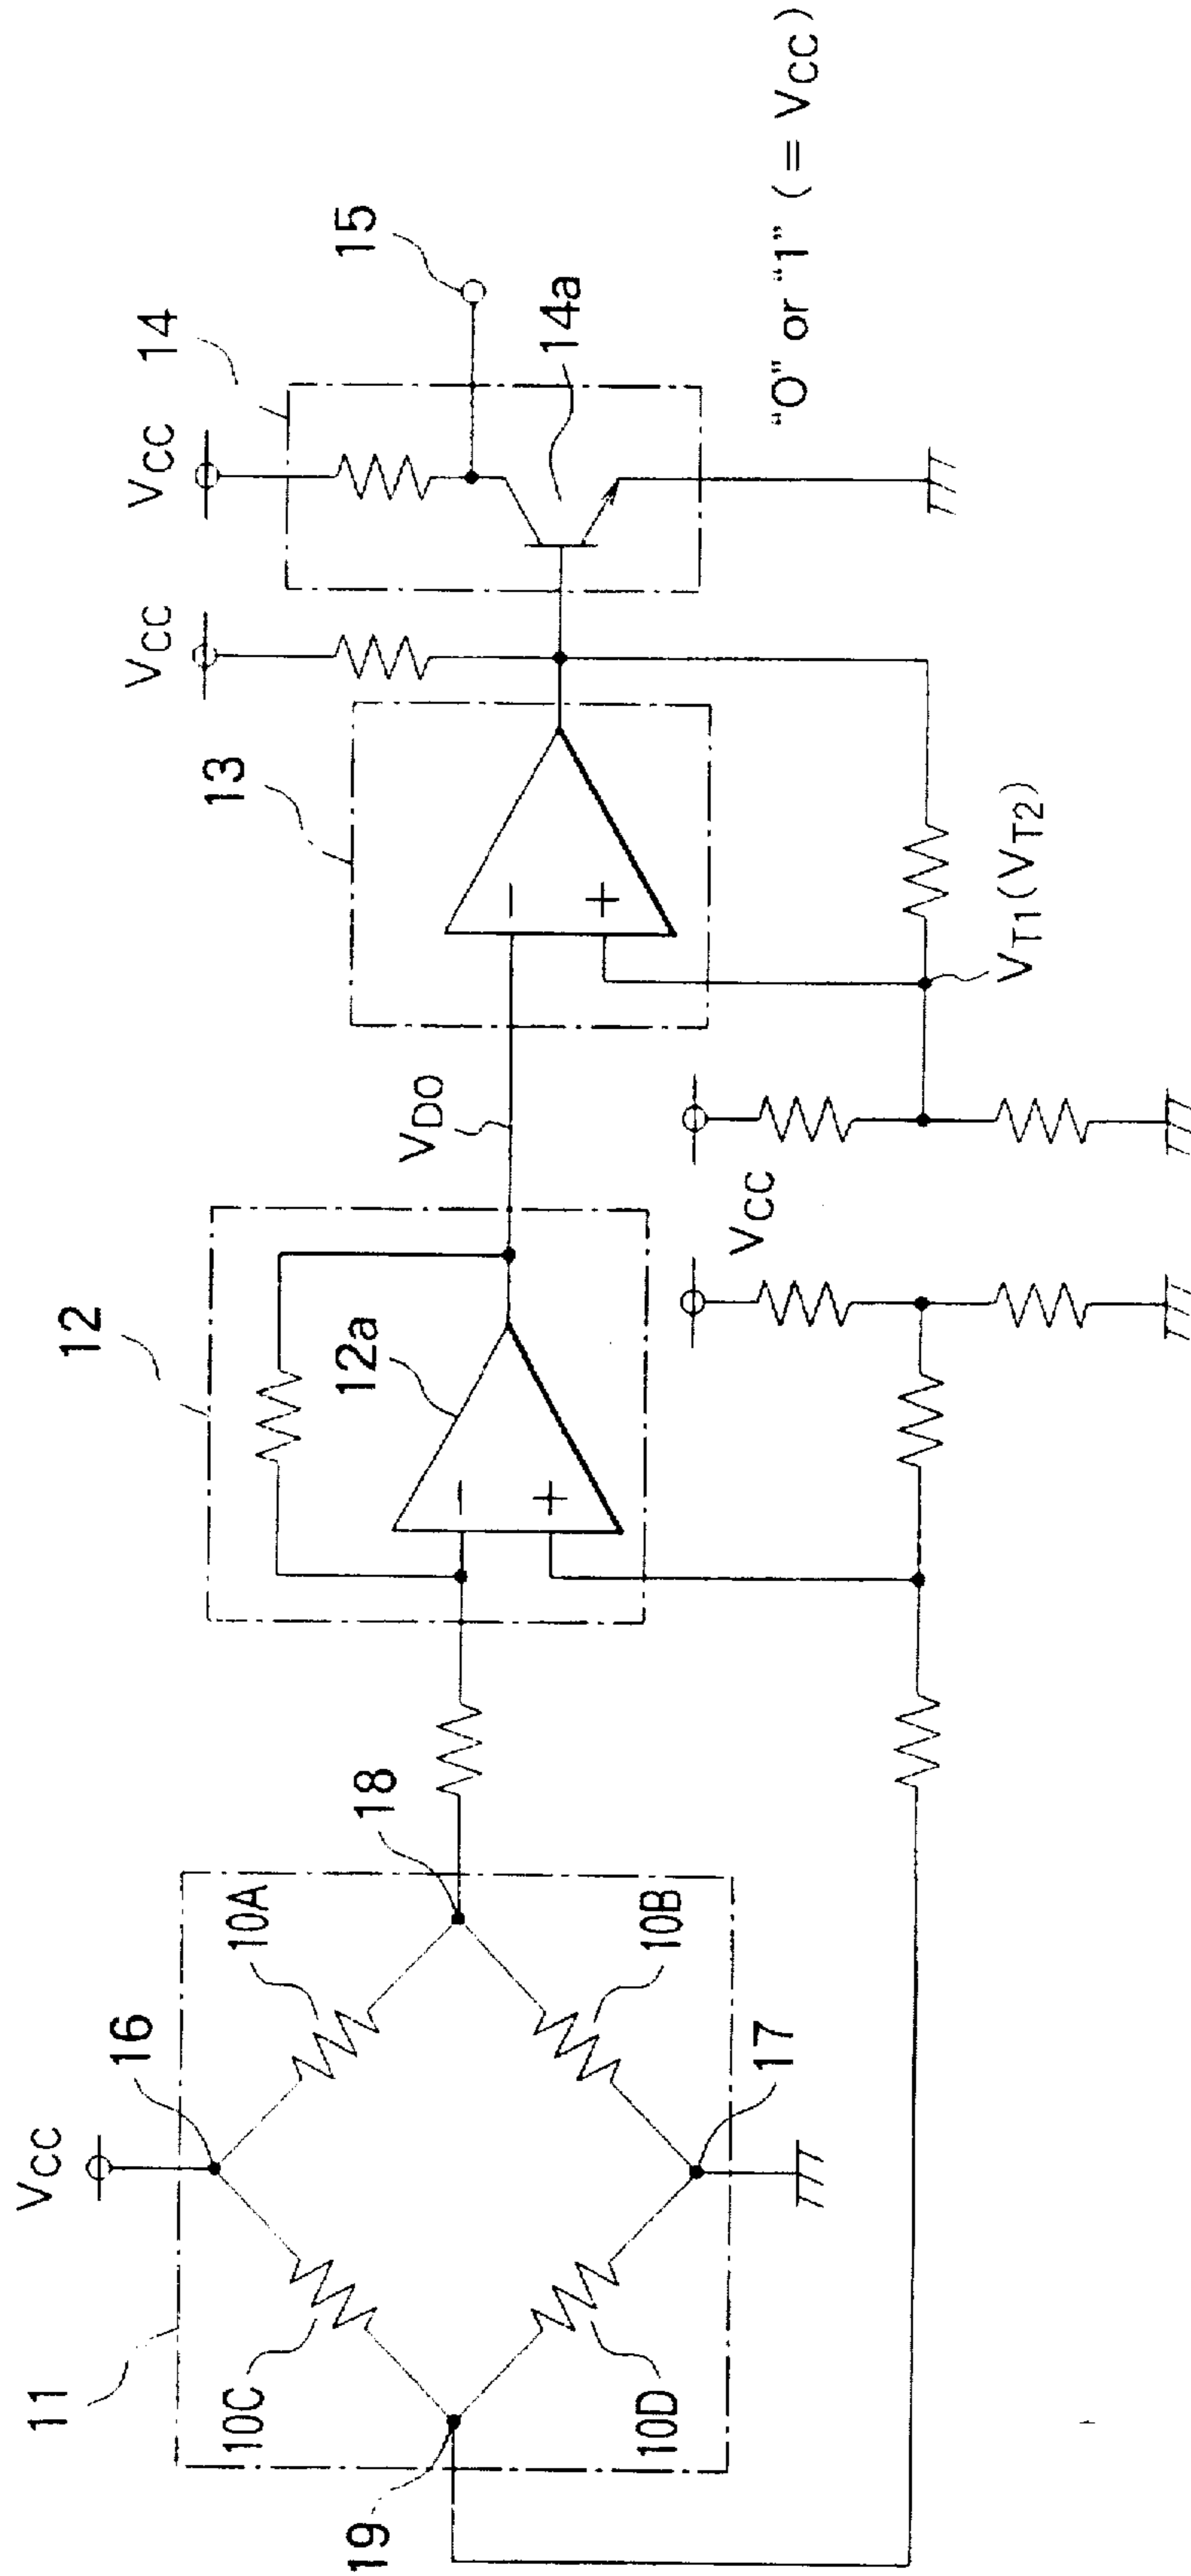 11
VCC
16
10A
10C
18
10B
10D
17
19
12
12a
VDO
VCC
13
VT1(VT2)
VCC
VCC
14
15
14a
"0" or "1" (= VCC)